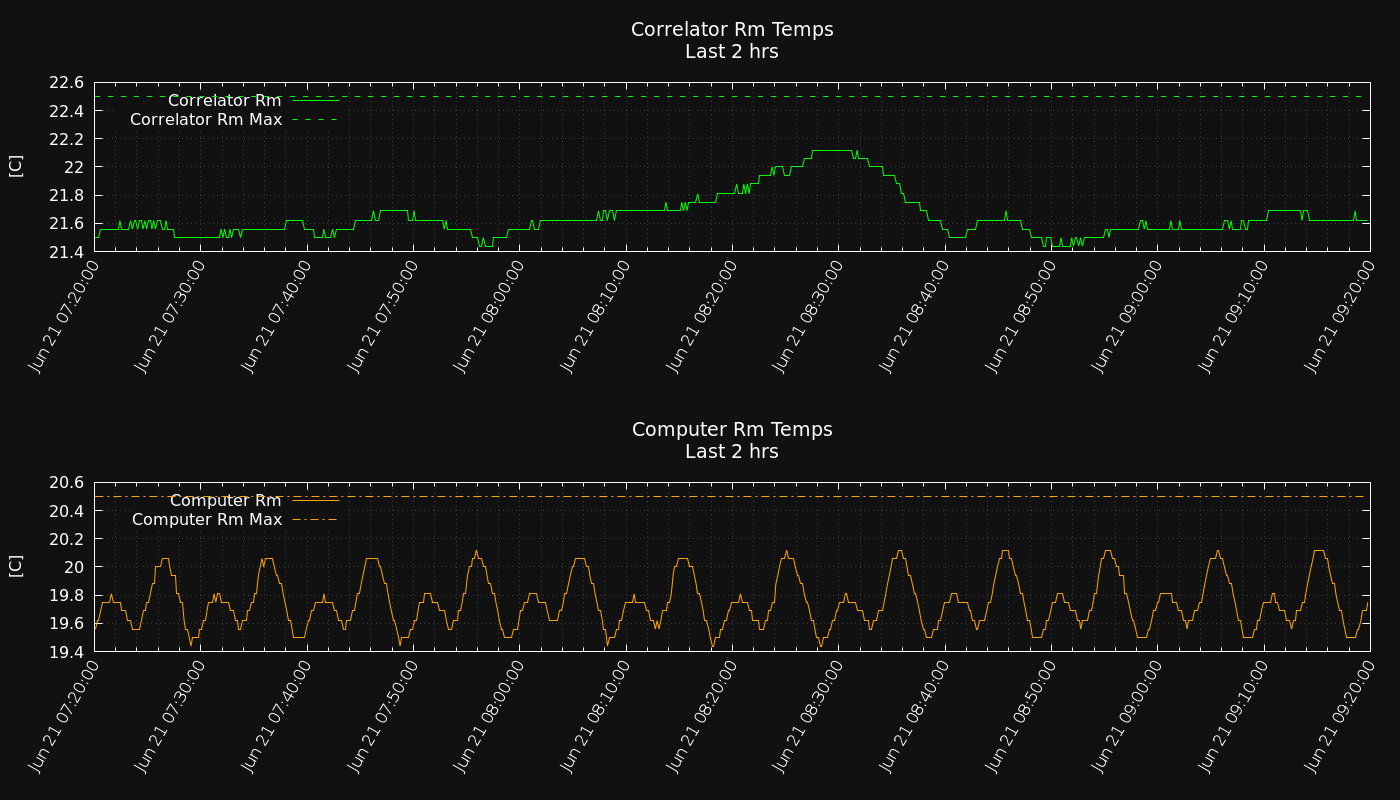 Correlator Rm Temps
Last 2 hrs
22.6
22.4
22.2
22
21.8
21.6
21.4
[C]
Correlator Rm
Correlator Rm Max
Jun 21 07:20:00
Jun 21 07:30:00
Jun 21 07:40:00
Jun 21 07:50:00
Jun 21 08:00:00
Jun 21 08:10:00
Jun 21 08:20:00
Jun 21 08:30:00
Jun 21 08:40:00
Jun 21 08:50:00
Jun 21 09:00:00
Jun 21 09:10:00
Jun 21 09:20:00
Computer Rm Temps
Last 2 hrs
20.6
20.4
20.2
20
19.8
19.6
19.4
[C]
Computer Rm
Computer Rm Max
Jun 21 07:20:00
Jun 21 07:30:00
Jun 21 07:40:00
Jun 21 07:50:00
Jun 21 08:00:00
Jun 21 08:10:00
Jun 21 08:20:00
Jun 21 08:30:00
Jun 21 08:40:00
Jun 21 08:50:00
Jun 21 09:00:00
Jun 21 09:10:00
Jun 21 09:20:00